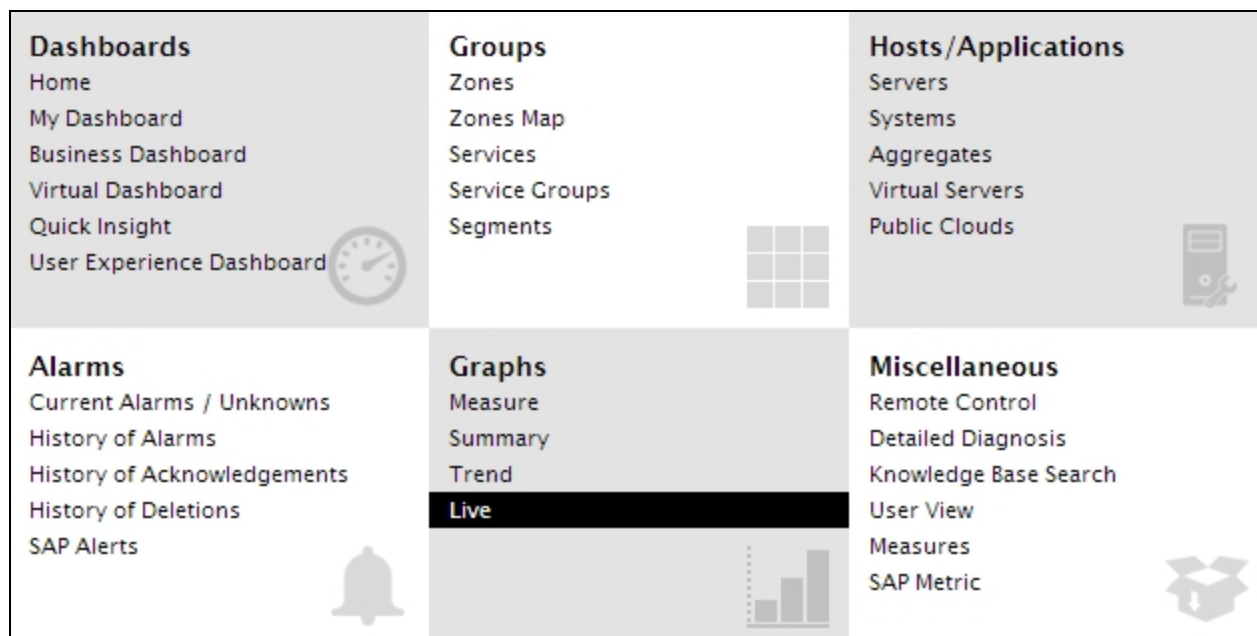 Dashboards
Home
My Dashboard
Business Dashboard
Virtual Dashboard
Quick Insight
User Experience Dashboard
Groups
Zones
Zones Map
Services
Service Groups
Segments
Hosts/Applications
Servers
Systems
Aggregates
Virtual Servers
Public Clouds
Alarms
Current Alarms / Unknowns
History of Alarms
History of Acknowledgements
History of Deletions
SAP Alerts
Graphs
Measure
Summary
Trend
Live
Miscellaneous
Remote Control
Detailed Diagnosis
Knowledge Base Search
User View
Measures
SAP Metric